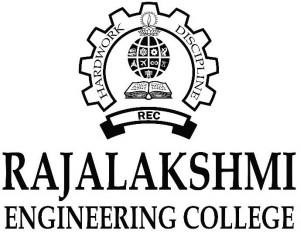 HARDWORK DISCIPLINE
REC
RAJALAKSHMI
ENGINEERING COLLEGE